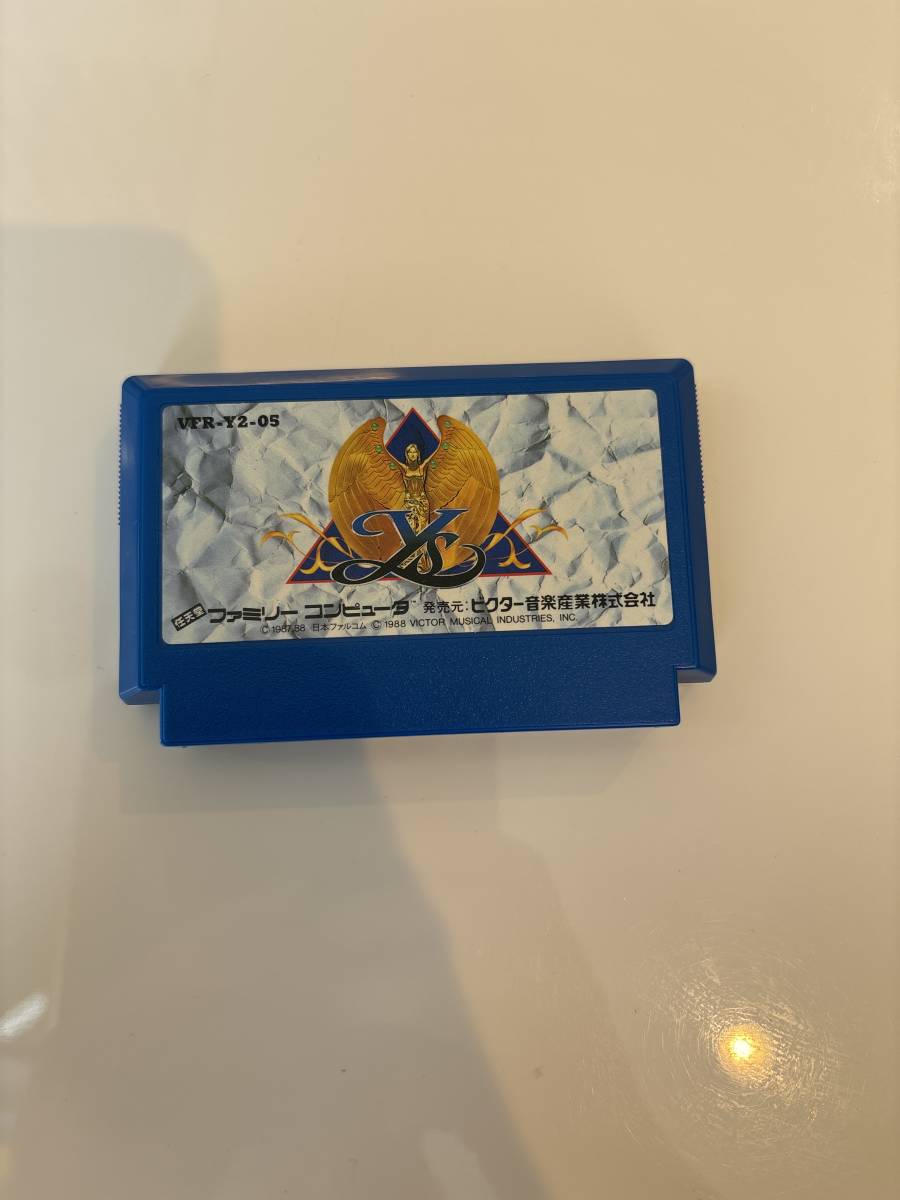 VFR-Y2-05
Ys
任天堂 ファミリー コンピュータ™ 発売元:ビクター音楽産業株式会社
© 1987,88 日本ファルコム © 1988 VICTOR MUSICAL INDUSTRIES, INC.